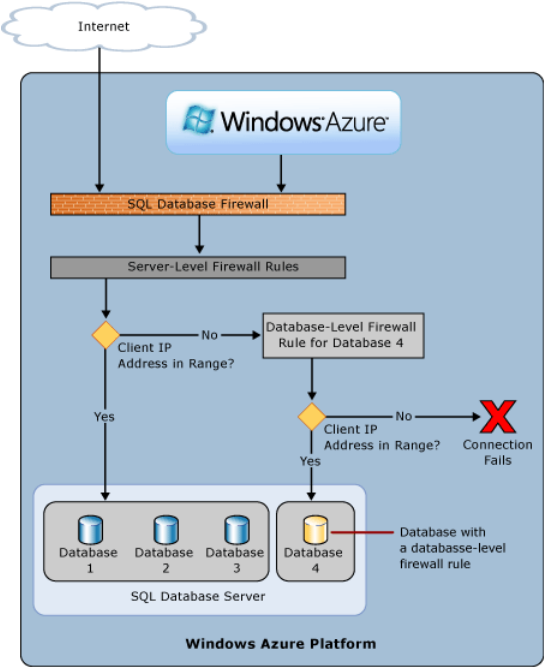 Internet
Windows Azure
SQL Database Firewall
Server-Level Firewall Rules
No
Database-Level Firewall
Rule for Database 4
Client IP
Address in Range?
Yes
No
Client IP
Address in Range?
Connection
Fails
Yes
Database
1
Database
2
Database
3
Database
4
Database with
a databasse-level
firewall rule
SQL Database Server
Windows Azure Platform